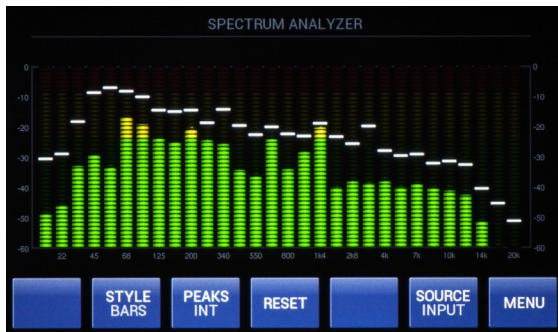 SPECTRUM ANALYZER
0 0
-10 -10
-20 -20
-30 -30
-40 -40
-50 -50
-60 -60
22 45 68 125 200 340 550 800 1k4 2k8 4k 7k 10k 14k 20k
STYLE PEAKS RESET SOURCE MENU
BARS INT INPUT